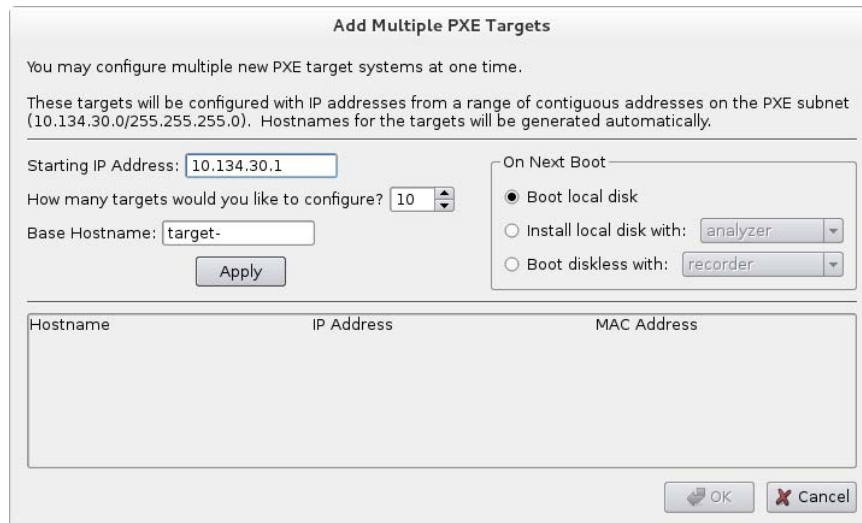 Add Multiple PXE Targets
You may configure multiple new PXE target systems at one time.
These targets will be configured with IP addresses from a range of contiguous addresses on the PXE subnet
(10.134.30.0/255.255.255.0). Hostnames for the targets will be generated automatically.
Starting IP Address: 10.134.30.1
How many targets would you like to configure? 10
Base Hostname: target-
Apply
On Next Boot
Boot local disk
Install local disk with: analyzer
Boot diskless with: recorder
Hostname IP Address MAC Address
OK Cancel